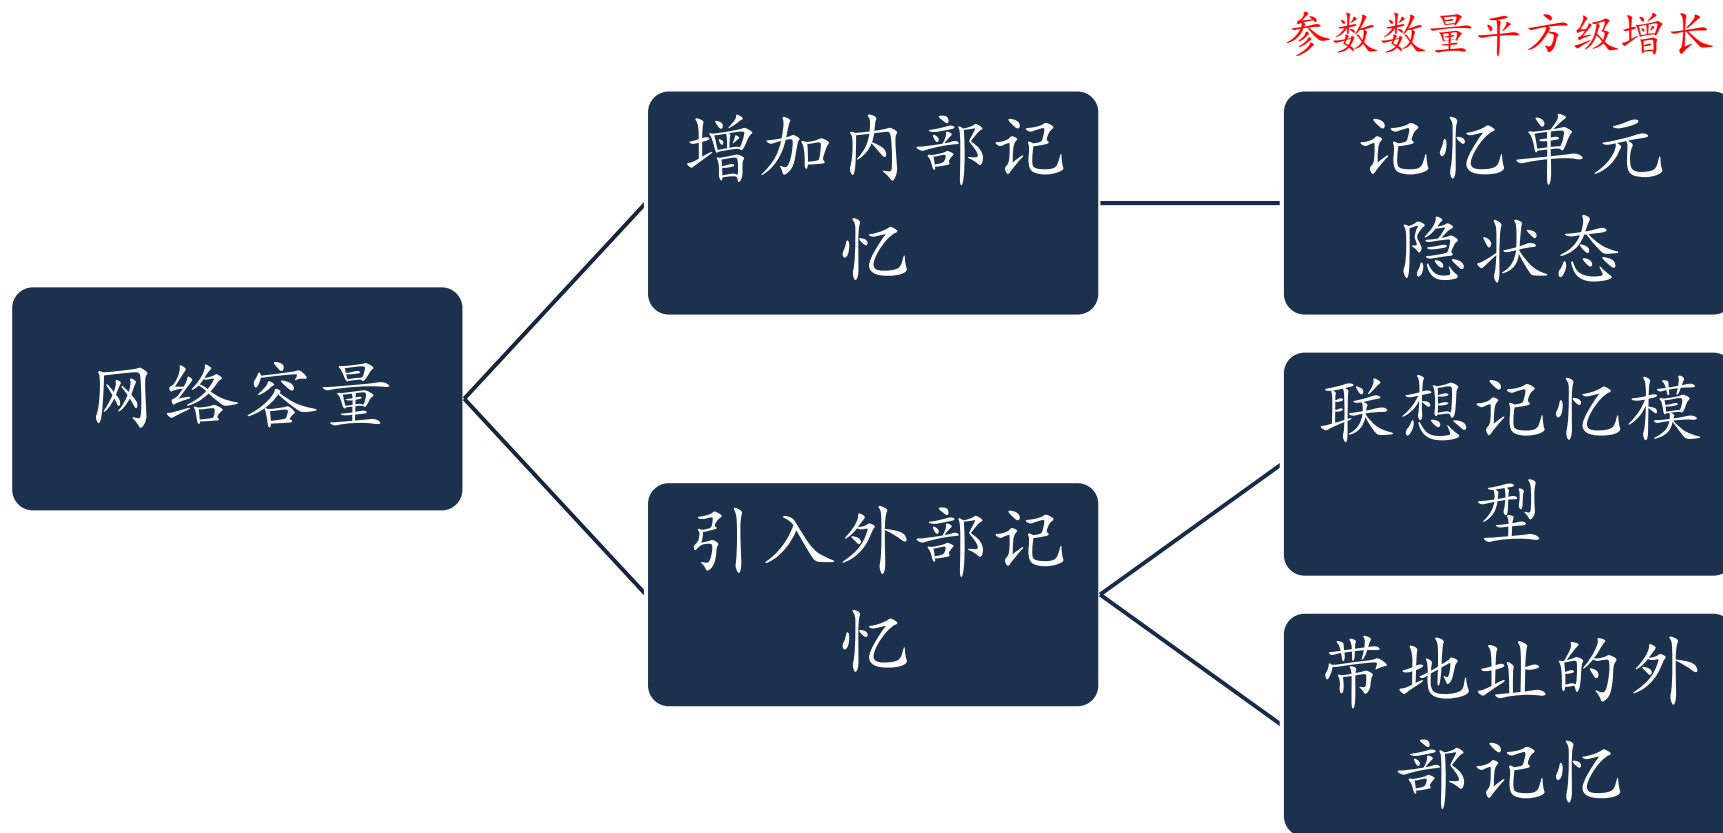 参数数量平方级增长
网络容量
增加内部记
忆
引入外部记
忆
记忆单元
隐状态
联想记忆模
型
带地址的外
部记忆